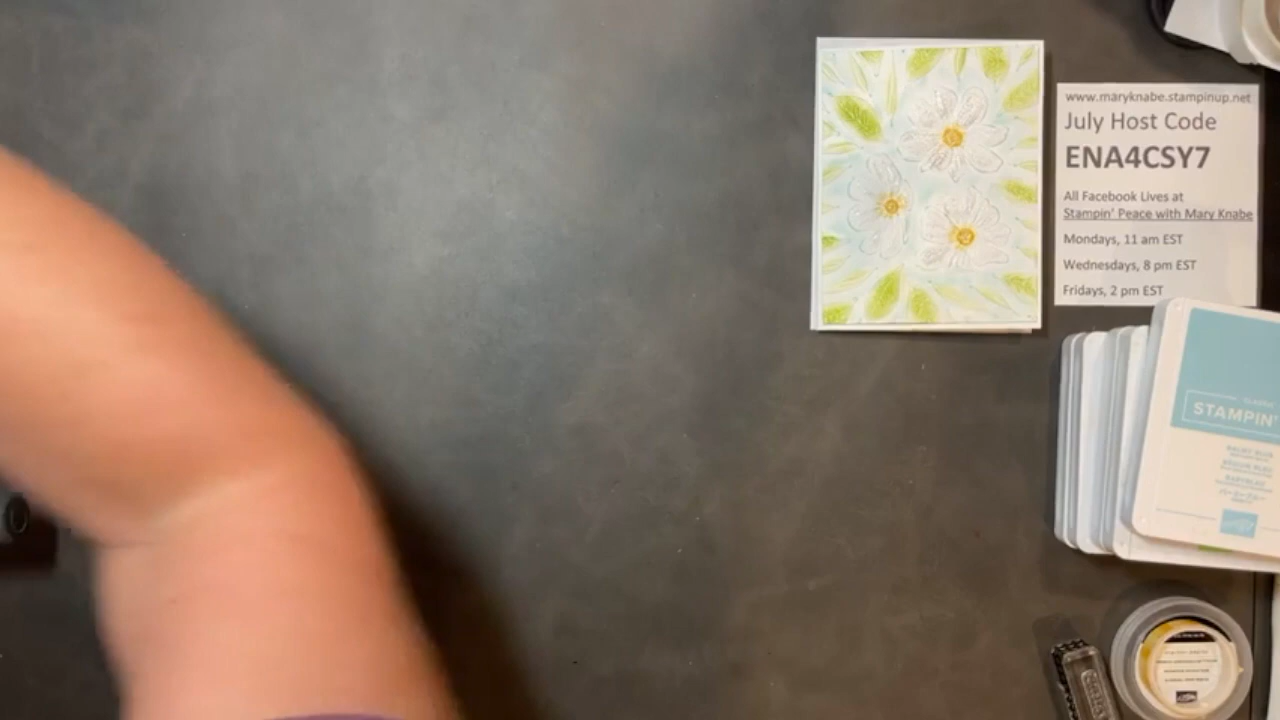 www.maryknabe.stampinup.net
July Host Code
ENA4CSY7
All Facebook Lives at
Stampin' Peace with Mary Knabe
Mondays, 11 am EST
Wednesdays, 8 pm EST
Fridays, 2 pm EST
STAMPIN'